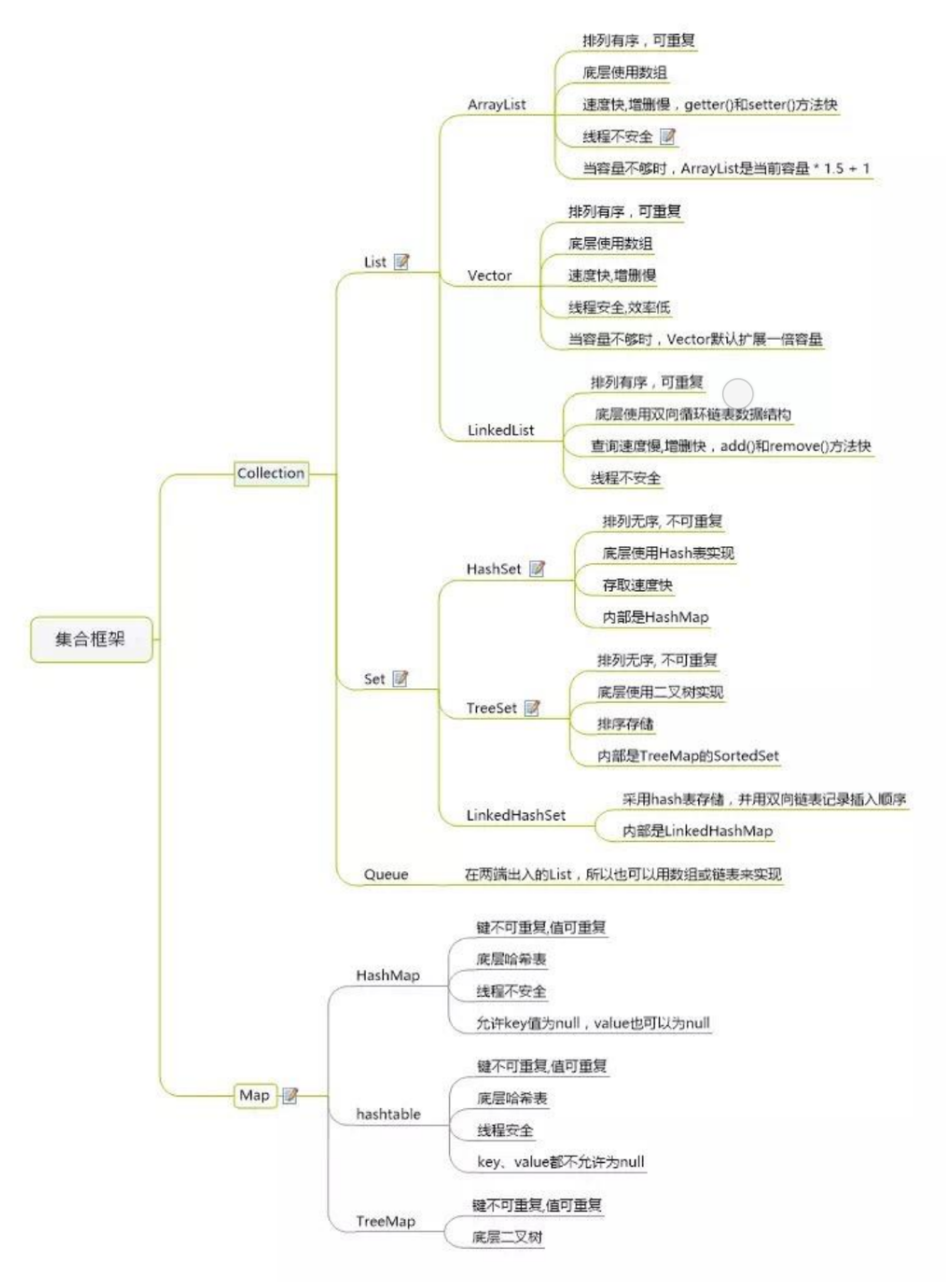 集合框架
Collection
List
ArrayList
排列有序，可重复
底层使用数组
速度快,增删慢，getter()和setter()方法快
线程不安全
当容量不够时，ArrayList是当前容量 * 1.5 + 1
Vector
排列有序，可重复
底层使用数组
速度快,增删慢
线程安全,效率低
当容量不够时，Vector默认扩展一倍容量
LinkedList
排列有序，可重复
底层使用双向循环链表数据结构
查询速度慢,增删快，add()和remove()方法快
线程不安全
Set
HashSet
排列无序, 不可重复
底层使用Hash表实现
存取速度快
内部是HashMap
TreeSet
排列无序, 不可重复
底层使用二叉树实现
排序存储
内部是TreeMap的SortedSet
LinkedHashSet
采用hash表存储，并用双向链表记录插入顺序
内部是LinkedHashMap
Queue
在两端出入的List，所以也可以用数组或链表来实现
Map
HashMap
键不可重复,值可重复
底层哈希表
线程不安全
允许key值为null，value也可以为null
hashtable
键不可重复,值可重复
底层哈希表
线程安全
key、value都不允许为null
TreeMap
键不可重复,值可重复
底层二叉树